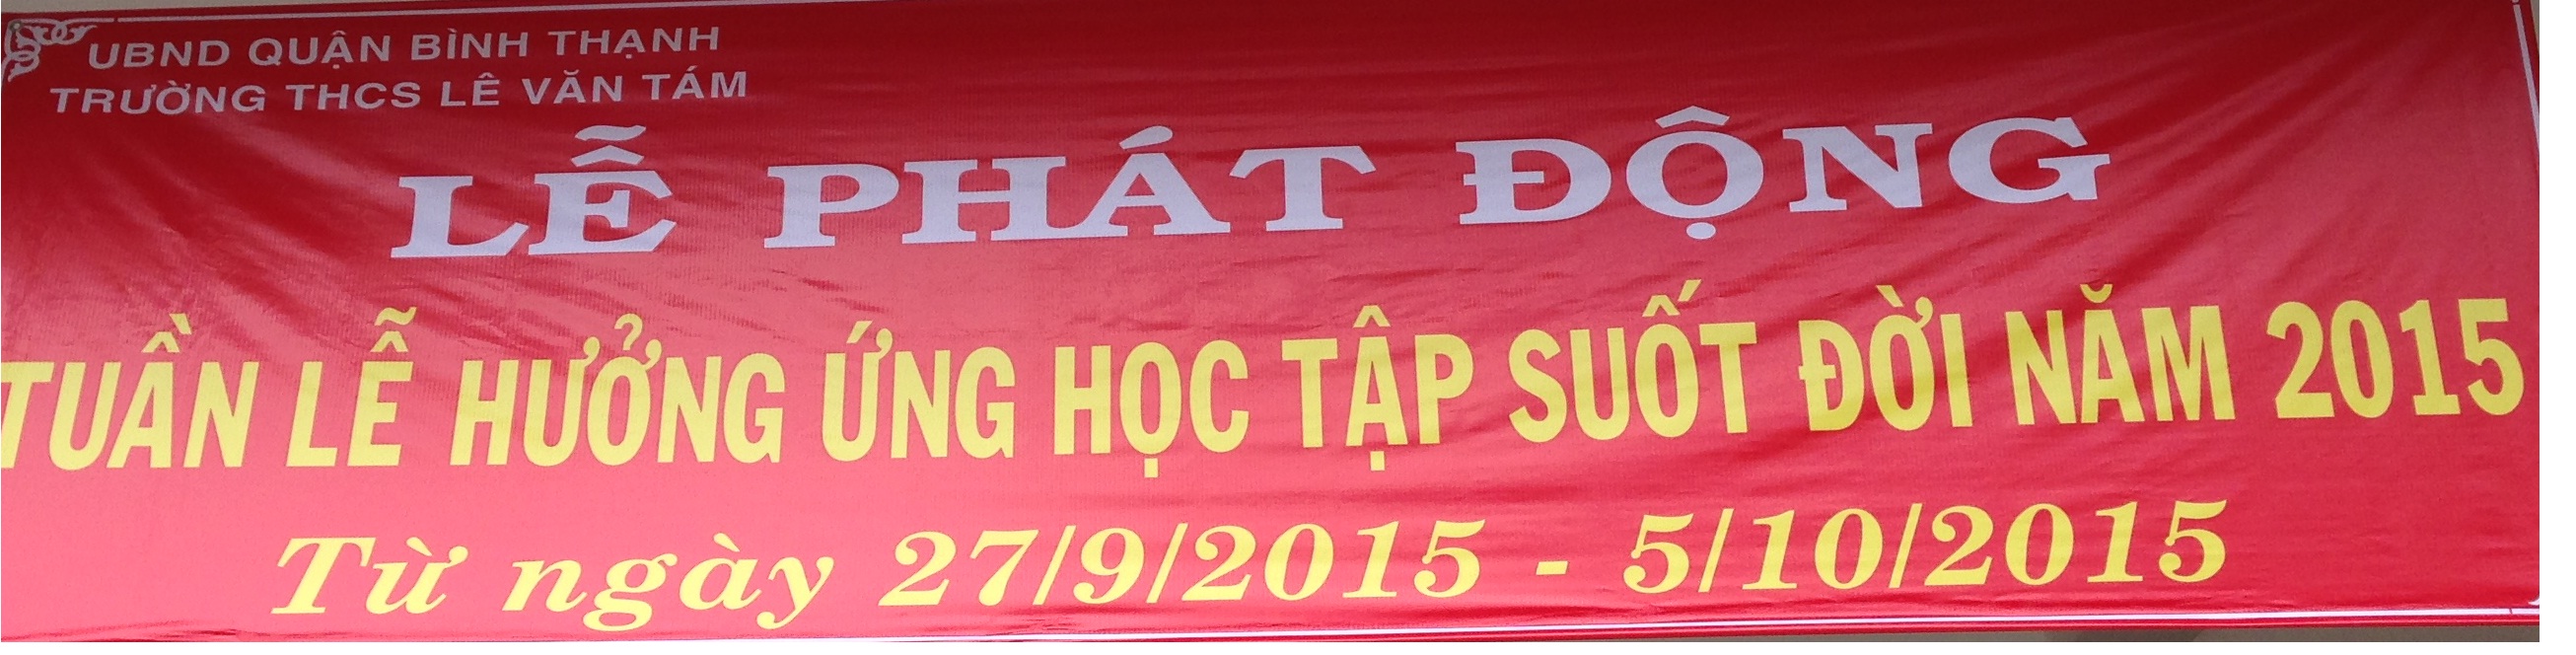 UBND QUẬN BÌNH THẠNH
TRƯỜNG THCS LÊ VĂN TÁM
LỄ PHÁT ĐỘNG
TUẦN LỄ HƯỞNG ỨNG HỌC TẬP SUỐT ĐỜI NĂM 2015
Từ ngày 27/9/2015 - 5/10/2015